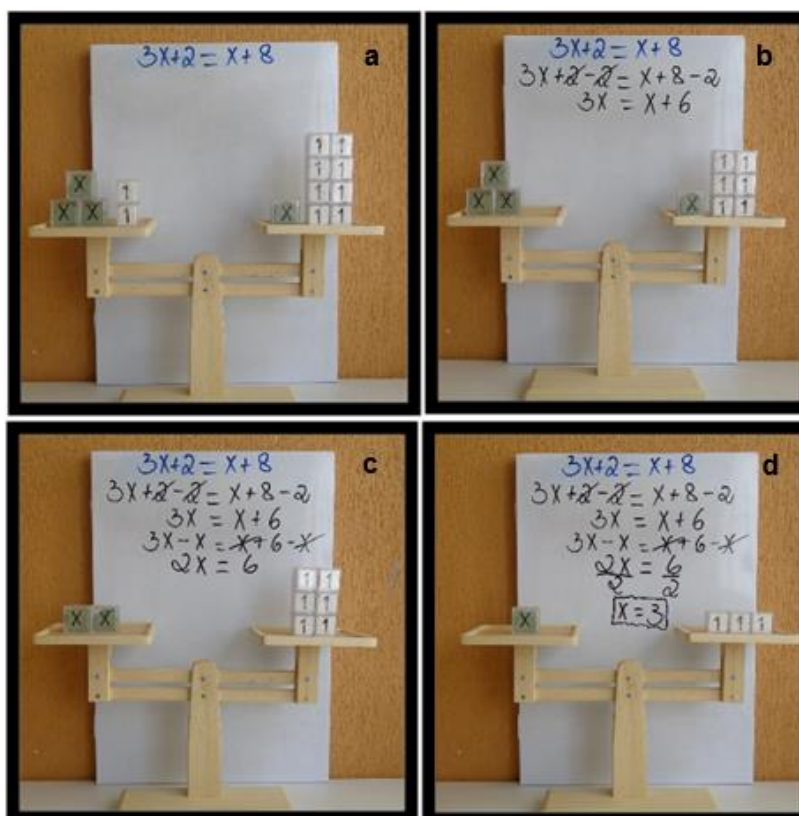 3X+2=X+8 a
X
X X 1
1
X
1 1
1 1
1 1
1 1
3X+2=X+8 b
3X+2-2=X+8-2
3X=X+6
X
X X
X
1 1
1 1
1 1
3X+2=X+8 c
3X+2-2=X+8-2
3X=X+6
3X-X=X+6-X
2X=6
X X
1 1
1 1
1 1
3X+2=X+8 d
3X+2-2=X+8-2
3X=X+6
3X-X=X+6-X
2X=6
2 2
X=3
X
1 1 1